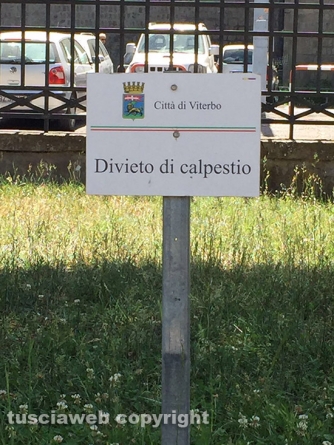 Città di Viterbo
Divieto di calpestio
tusciaweb copyright